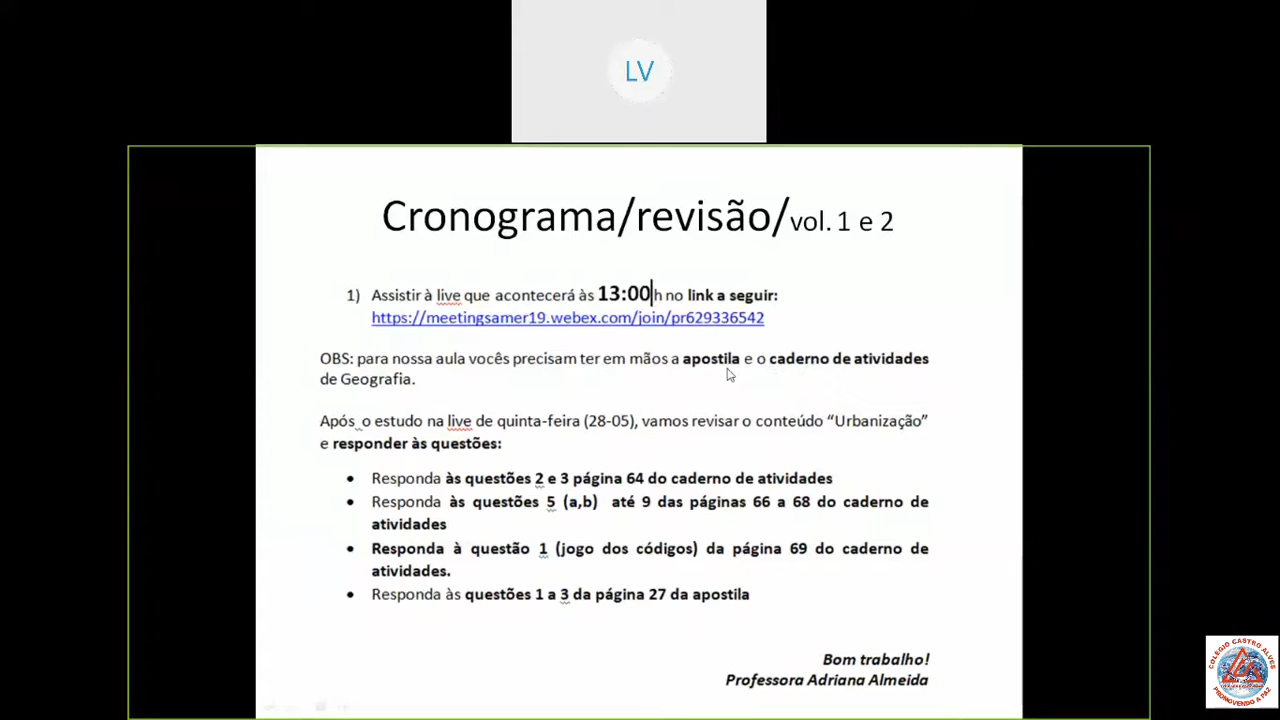 LV
Cronograma/revisão/vol. 1 e 2
1) Assistir à live que acontecerá às 13:00h no link a seguir:
https://meetingsamer19.webex.com/join/pr629336542
OBS: para nossa aula vocês precisam ter em mãos a apostila e o caderno de atividades
de Geografia.
Após o estudo na live de quinta-feira (28-05), vamos revisar o conteúdo “Urbanização”
e responder às questões:
• Responda às questões 2 e 3 página 64 do caderno de atividades
• Responda às questões 5 (a,b) até 9 das páginas 66 a 68 do caderno de
atividades
• Responda à questão 1 (jogo dos códigos) da página 69 do caderno de
atividades.
• Responda às questões 1 a 3 da página 27 da apostila
Bom trabalho!
Professora Adriana Almeida
COLÉGIO CASTRO ALVES
PROMOVENDO A PAZ